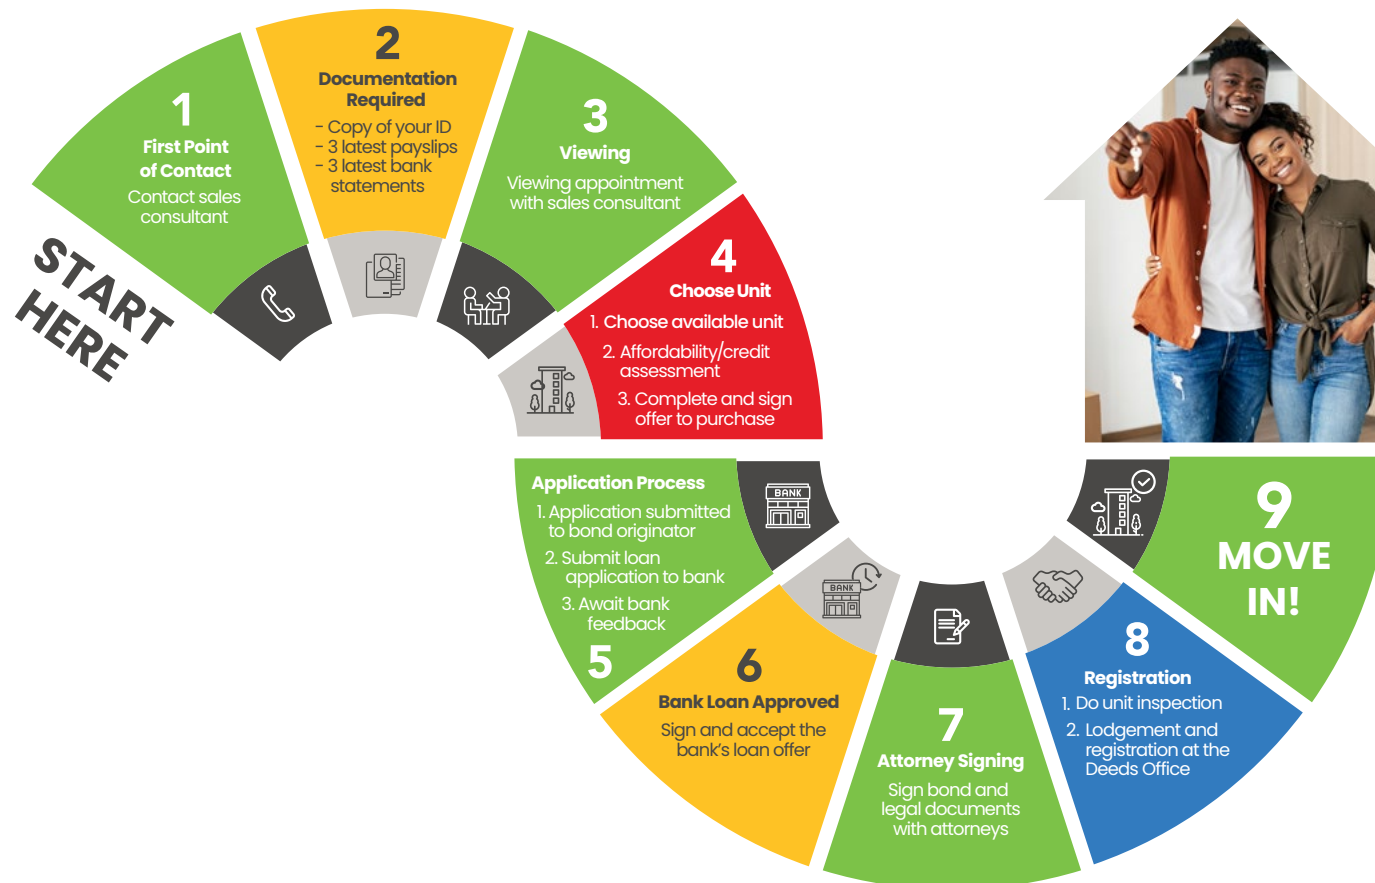 START
HERE
1
First Point
of Contact
Contact sales
consultant
2
Documentation
Required
- Copy of your ID
- 3 latest payslips
- 3 latest bank
statements
3
Viewing
Viewing appointment
with sales consultant
4
Choose Unit
1. Choose available unit
2. Affordability/credit
assessment
3. Complete and sign
offer to purchase
Application Process
1. Application submitted
to bond originator
2. Submit loan
application to bank
3. Await bank
feedback
5
BANK
BANK
6
Bank Loan Approved
Sign and accept the
bank's loan offer
7
Attorney Signing
Sign bond and
legal documents
with attorneys
8
Registration
1. Do unit inspection
2. Lodgement and
registration at the
Deeds Office
9
MOVE
IN!